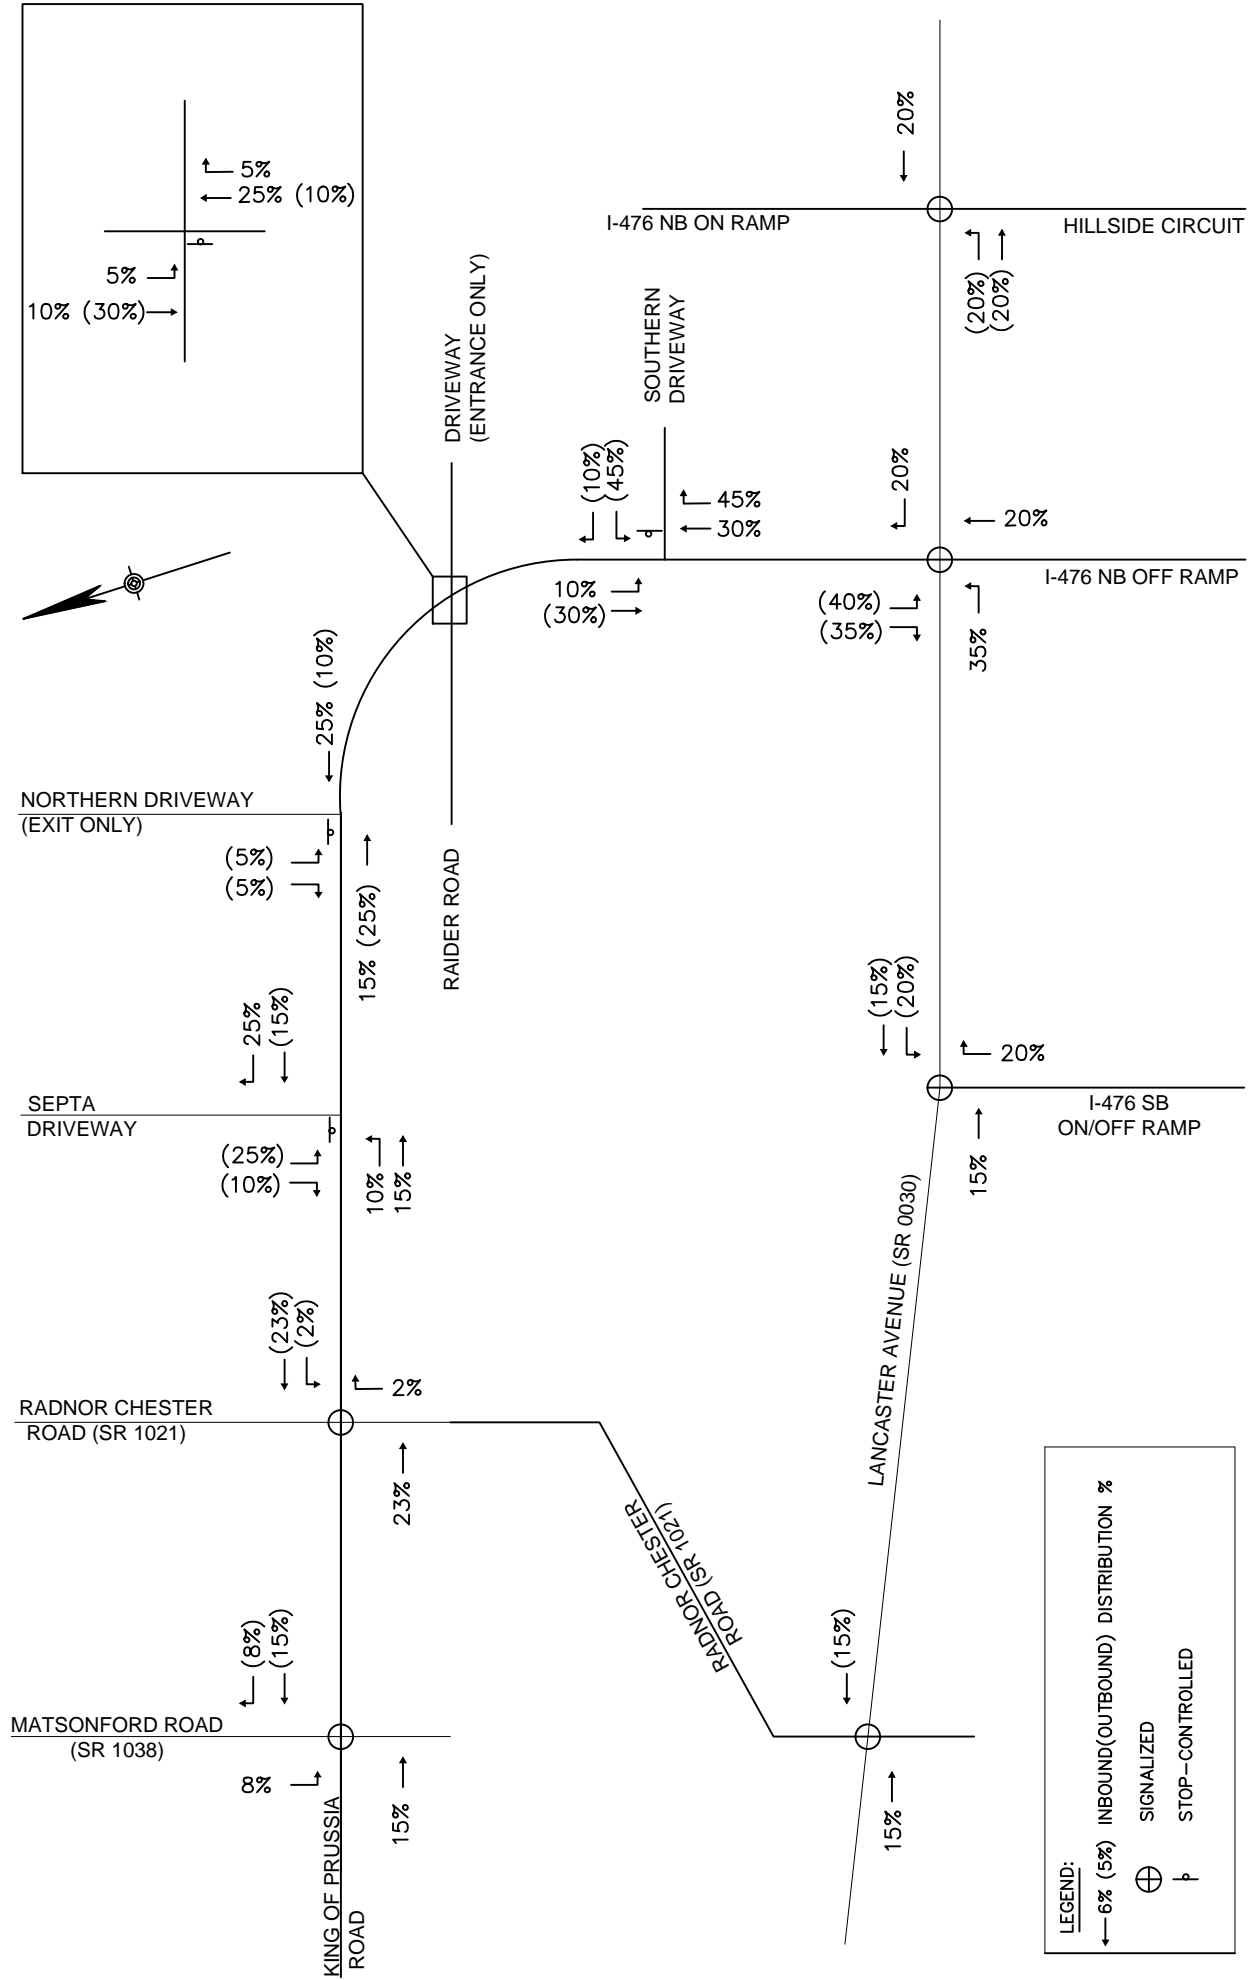 5%
25% (10%)
5%
10% (30%)
20%
I-476 NB ON RAMP
HILLSIDE CIRCUIT
(20%)
(20%)
DRIVEWAY
(ENTRANCE ONLY)
SOUTHERN
DRIVEWAY
(10%)
(45%)
45%
30%
20%
20%
I-476 NB OFF RAMP
10%
(30%)
(40%)
(35%)
35%
25% (10%)
NORTHERN DRIVEWAY
(EXIT ONLY)
(5%)
(5%)
15% (25%)
RAIDER ROAD
25%
(15%)
(15%)
(20%)
20%
SEPTA
DRIVEWAY
I-476 SB
ON/OFF RAMP
(25%)
(10%)
10%
15%
15%
LANCASTER AVENUE (SR 0030)
(23%)
(2%)
2%
RADNOR CHESTER
ROAD (SR 1021)
23%
RADNOR CHESTER
ROAD (SR 1021)
(8%)
(15%)
(15%)
MATSONFORD ROAD
(SR 1038)
8%
15%
15%
KING OF PRUSSIA
ROAD
LEGEND:
6% (5%) INBOUND(OUTBOUND) DISTRIBUTION %
SIGNALIZED
STOP-CONTROLLED